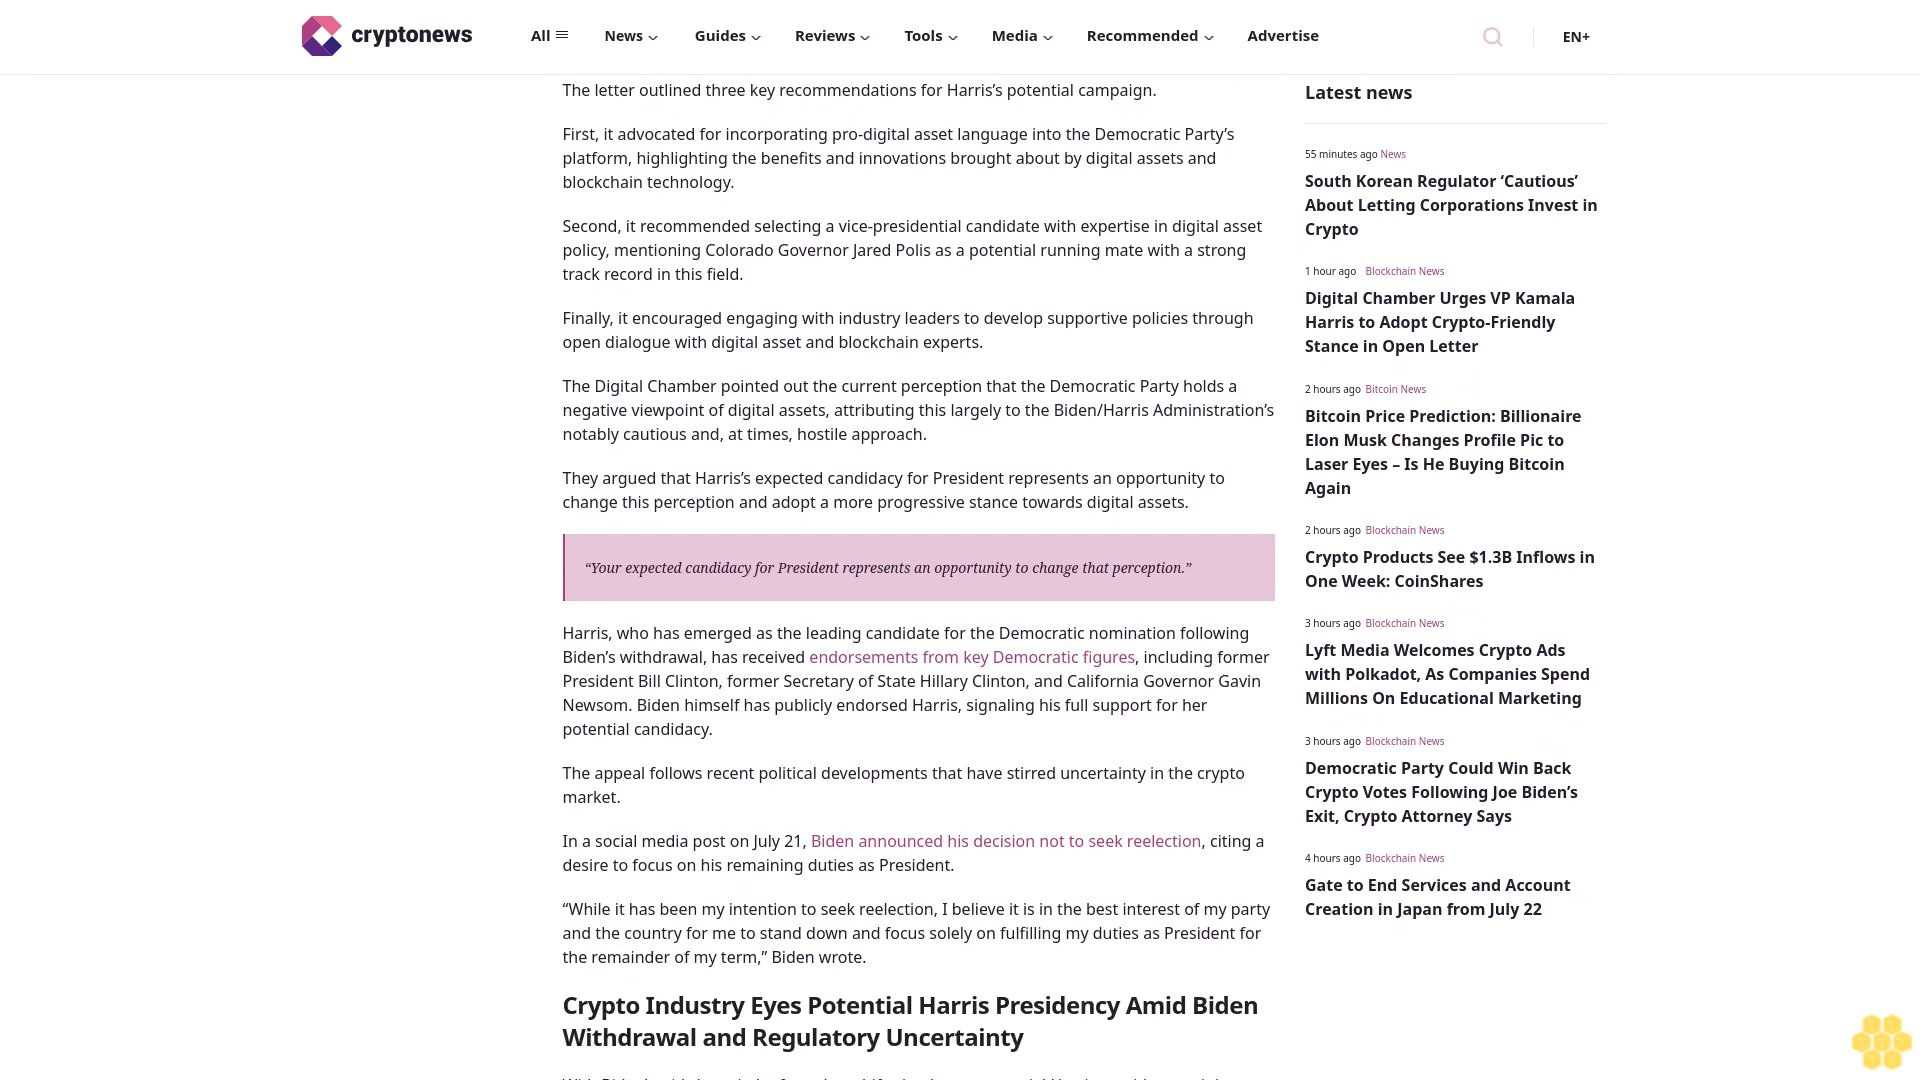 cryptonews
All
News
Guides
Reviews
Tools
Media
Recommended
Advertise
EN+
The letter outlined three key recommendations for Harris’s potential campaign.
First, it advocated for incorporating pro-digital asset language into the Democratic Party’s
platform, highlighting the benefits and innovations brought about by digital assets and
blockchain technology.
Second, it recommended selecting a vice-presidential candidate with expertise in digital asset
policy, mentioning Colorado Governor Jared Polis as a potential running mate with a strong
track record in this field.
Finally, it encouraged engaging with industry leaders to develop supportive policies through
open dialogue with digital asset and blockchain experts.
The Digital Chamber pointed out the current perception that the Democratic Party holds a
negative viewpoint of digital assets, attributing this largely to the Biden/Harris Administration’s
notably cautious and, at times, hostile approach.
They argued that Harris’s expected candidacy for President represents an opportunity to
change this perception and adopt a more progressive stance towards digital assets.
“Your expected candidacy for President represents an opportunity to change that perception.”
Harris, who has emerged as the leading candidate for the Democratic nomination following
Biden’s withdrawal, has received endorsements from key Democratic figures, including former
President Bill Clinton, former Secretary of State Hillary Clinton, and California Governor Gavin
Newsom. Biden himself has publicly endorsed Harris, signaling his full support for her
potential candidacy.
The appeal follows recent political developments that have stirred uncertainty in the crypto
market.
In a social media post on July 21, Biden announced his decision not to seek reelection, citing a
desire to focus on his remaining duties as President.
“While it has been my intention to seek reelection, I believe it is in the best interest of my party
and the country for me to stand down and focus solely on fulfilling my duties as President for
the remainder of my term,” Biden wrote.
Crypto Industry Eyes Potential Harris Presidency Amid Biden
Withdrawal and Regulatory Uncertainty
Latest news
55 minutes ago News
South Korean Regulator ‘Cautious’
About Letting Corporations Invest in
Crypto
1 hour ago Blockchain News
Digital Chamber Urges VP Kamala
Harris to Adopt Crypto-Friendly
Stance in Open Letter
2 hours ago Bitcoin News
Bitcoin Price Prediction: Billionaire
Elon Musk Changes Profile Pic to
Laser Eyes – Is He Buying Bitcoin
Again
2 hours ago Blockchain News
Crypto Products See $1.3B Inflows in
One Week: CoinShares
3 hours ago Blockchain News
Lyft Media Welcomes Crypto Ads
with Polkadot, As Companies Spend
Millions On Educational Marketing
3 hours ago Blockchain News
Democratic Party Could Win Back
Crypto Votes Following Joe Biden’s
Exit, Crypto Attorney Says
4 hours ago Blockchain News
Gate to End Services and Account
Creation in Japan from July 22